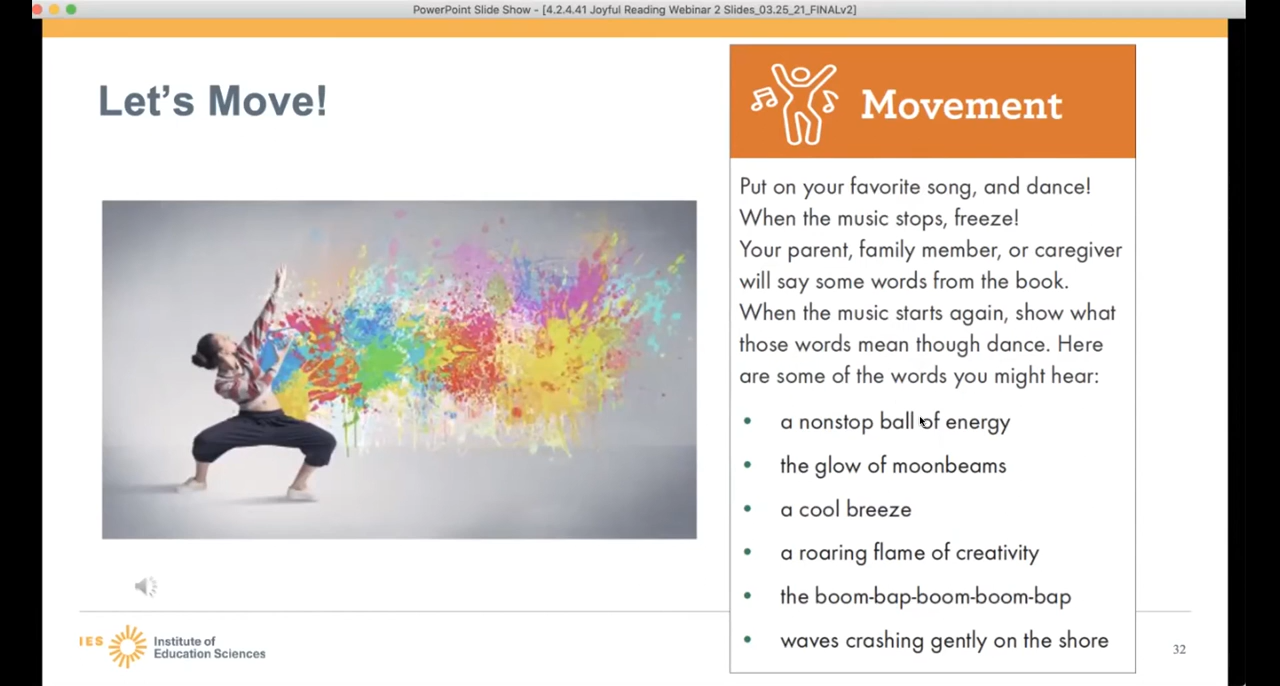 PowerPoint Slide Show - [4.2.4.41 Joyful Reading Webinar 2 Slides_03.25_21_FINALv2]
Let's Move!
Movement
Put on your favorite song, and dance!
When the music stops, freeze!
Your parent, family member, or caregiver
will say some words from the book.
When the music starts again, show what
those words mean though dance. Here
are some of the words you might hear:
• a nonstop ball of energy
• the glow of moonbeams
• a cool breeze
• a roaring flame of creativity
• the boom-bap-boom-boom-bap
• waves crashing gently on the shore
IES Institute of
Education Sciences
32